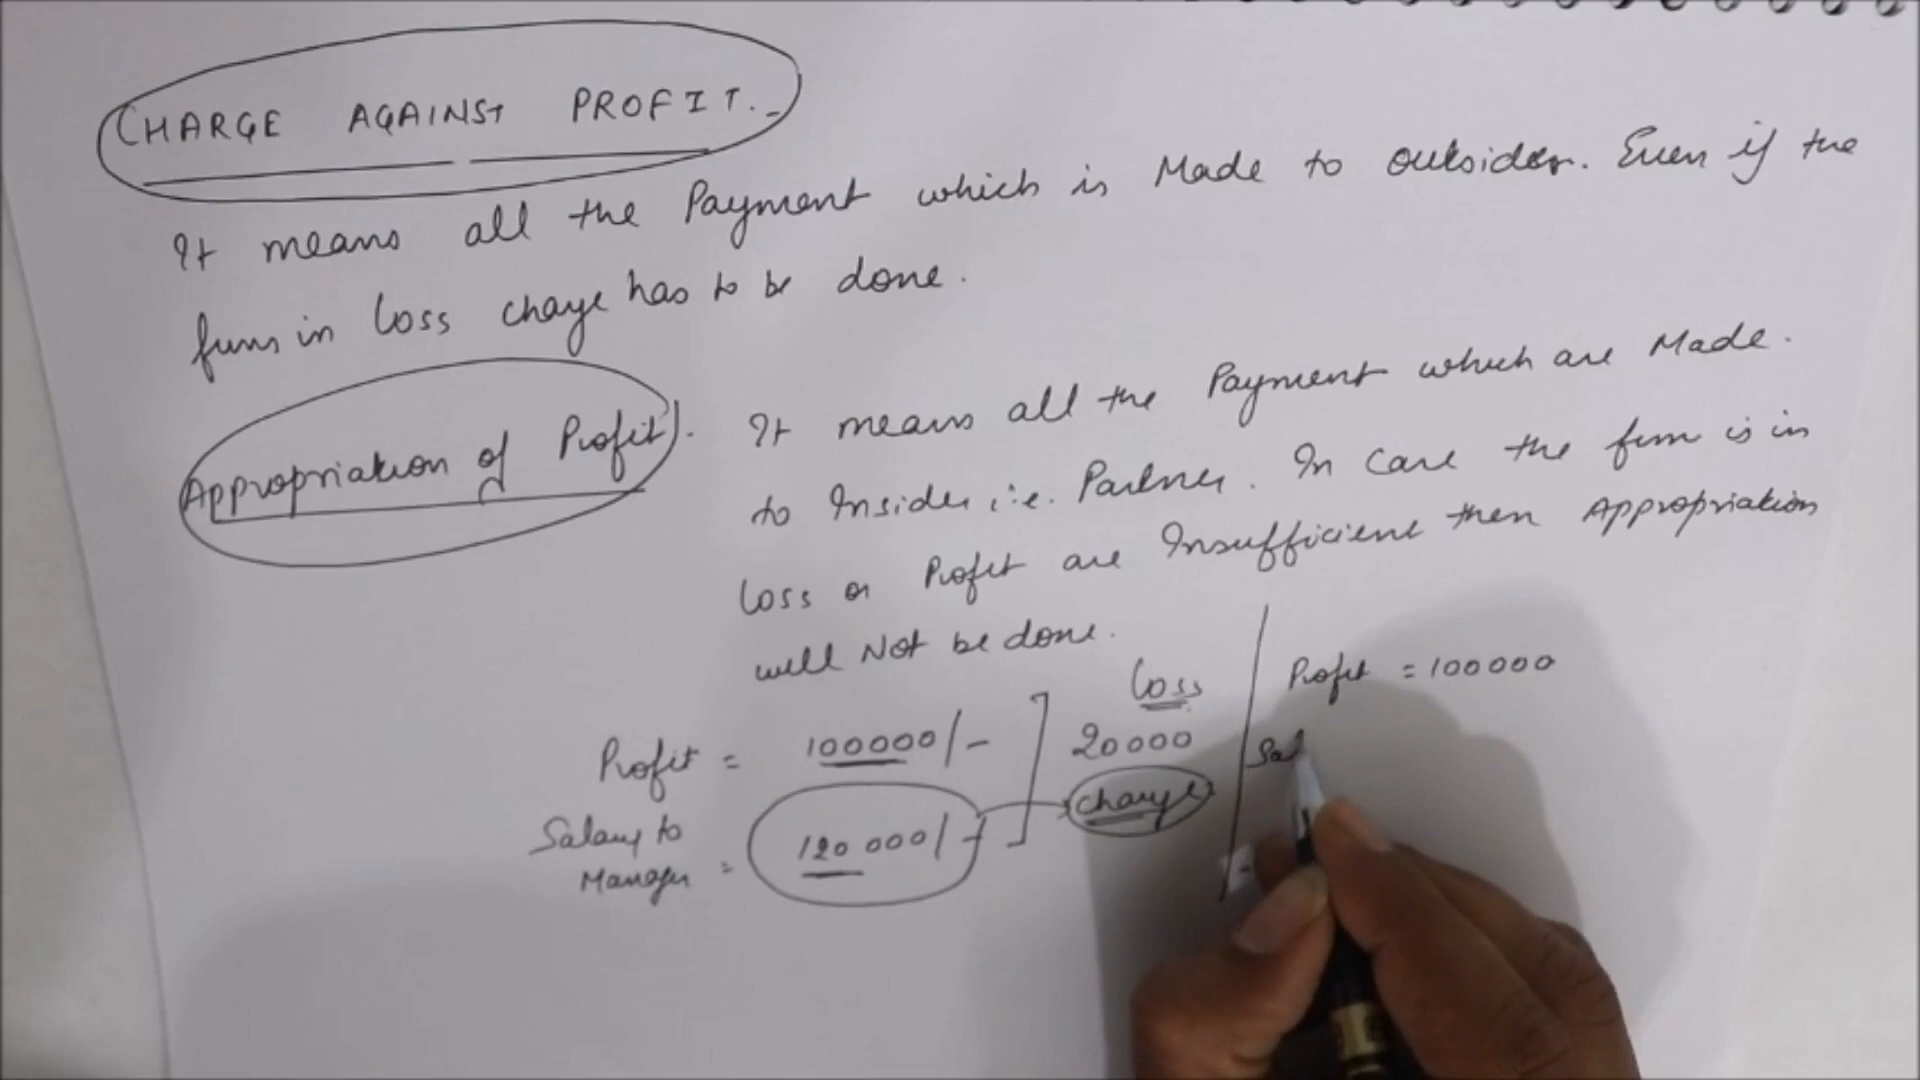 CHARGE AGAINST PROFIT.
It means all the Payment which is Made to outsider. Even if the
firm in loss charge has to be done.
Appropriation of Profit). It means all the Payment which are Made.
to Insider i.e. Partner. In Case the firm is in
loss or Profit are Insufficient then Appropriation
will Not be done.
Profit = 100000/-
Salary to
Manager = 120000/-
Loss
20000
charge
Profit = 100000
Sal